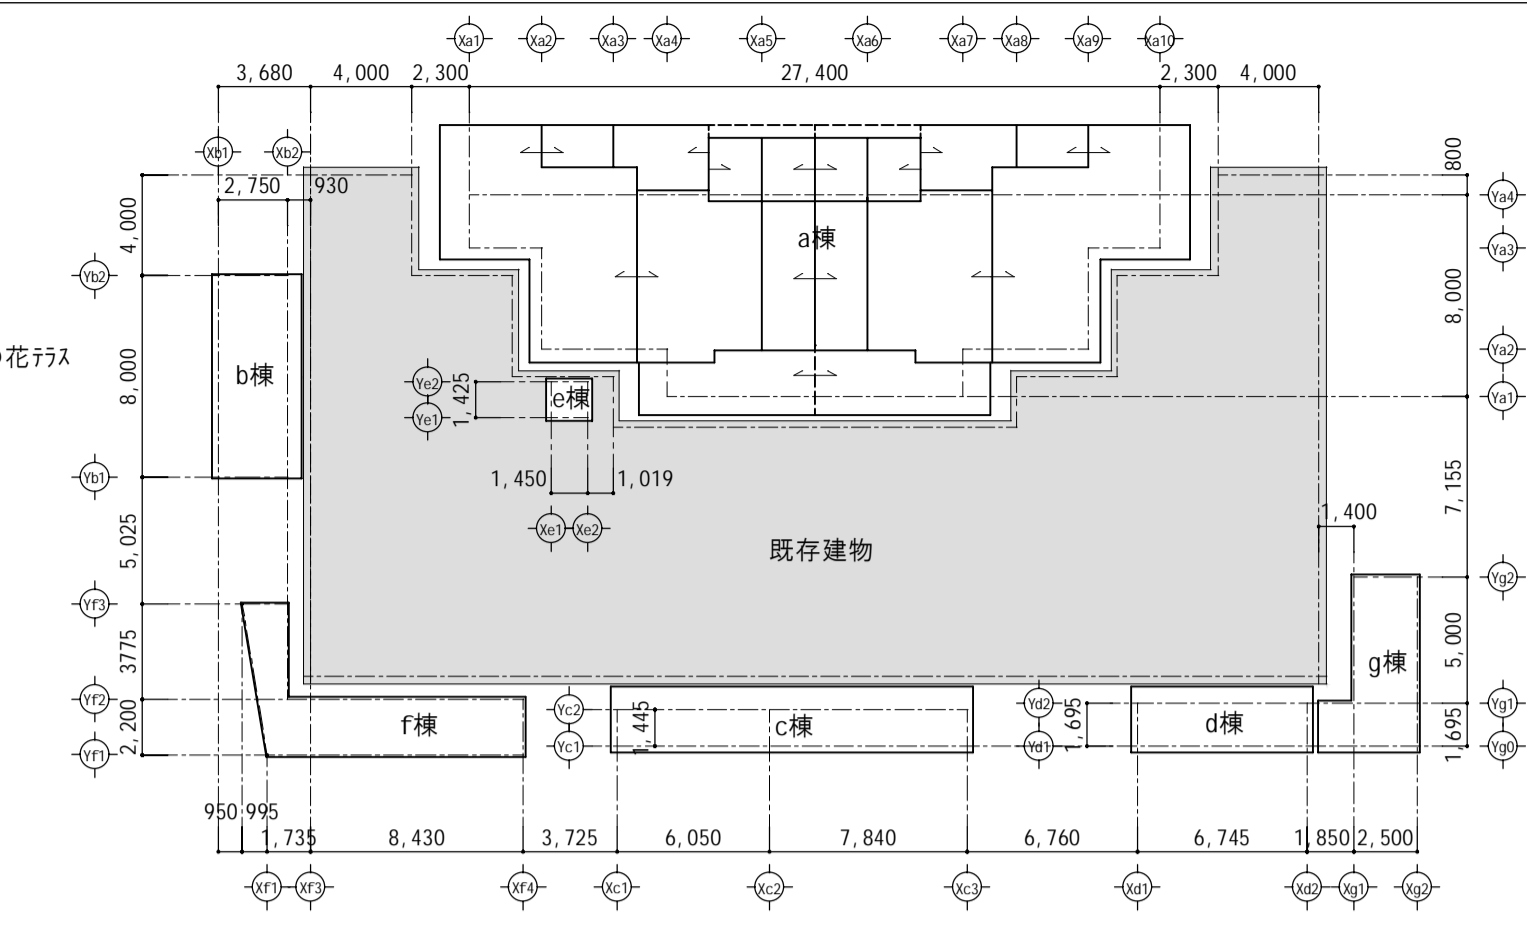 Xa1 Xa2 Xa3 Xa4 Xa5 Xa6 Xa7 Xa8 Xa9 Xa10
3,680 4,000 2,300 27,400 2,300 4,000
Xb1 Xb2
800
2,750 930
Ya4
4,000
a棟
Ya3
Yb2
8,000
の花テラス
Ya2
8,000
b棟
Ye2
1,425
e棟
Ya1
Ye1
Yb1
1,450 1,019
7,155
1,400
Xe1 Xe2
5,025
既存建物
Yg2
Yf3
3775
5,000
g棟
Yf2
Yc2
1,445
Yd2
1,695
Yg1
2,200
f棟
c棟
d棟
1,695
Yf1
Yc1
Yd1
Yg0
950 995
1,735 8,430 3,725 6,050 7,840 6,760 6,745 1,850 2,500
Xf1 Xf3 Xf4 Xc1 Xc2 Xc3 Xd1 Xd2 Xg1 Xg2